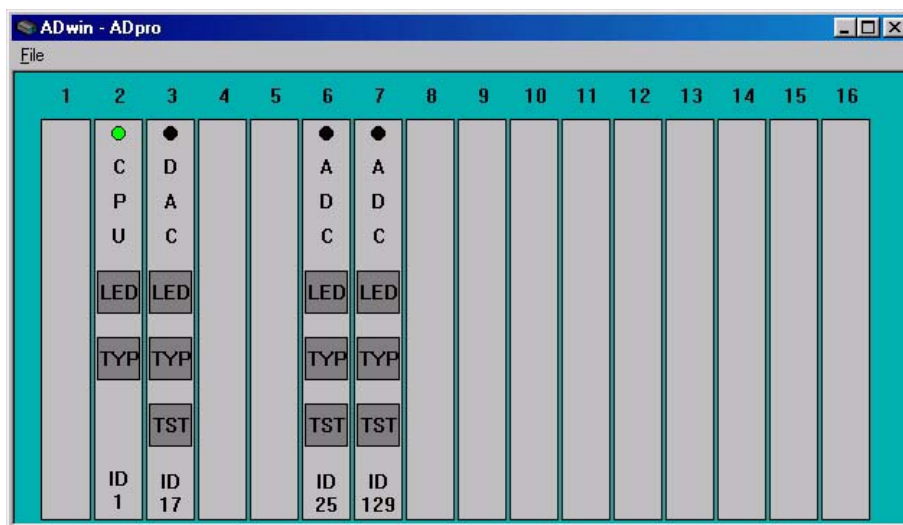 ADwin - ADpro
File
1 2 3 4 5 6 7 8 9 10 11 12 13 14 15 16
C D A A
P A D D
U C C C
LED LED LED LED
TYP TYP TYP TYP
TST TST TST
ID ID ID ID
1 17 25 129